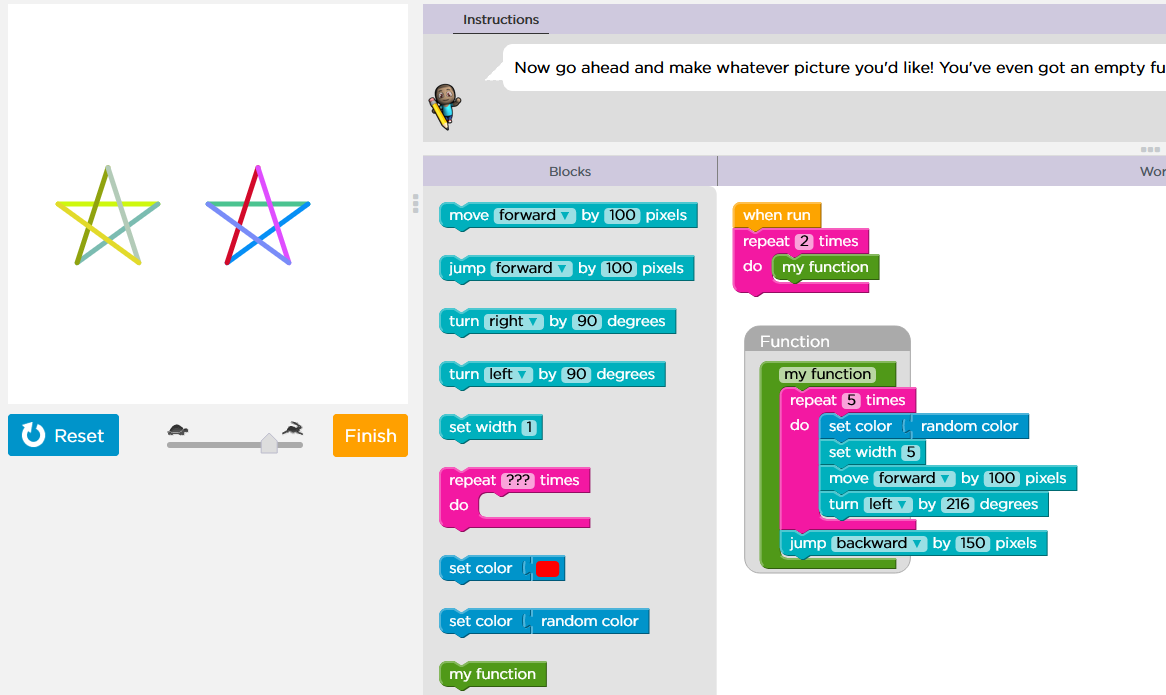 Instructions
Now go ahead and make whatever picture you'd like! You've even got an empty fu
Blocks
Wor
move forward ▼ by 100 pixels
jump forward ▼ by 100 pixels
turn right ▼ by 90 degrees
turn left ▼ by 90 degrees
set width 1
repeat ??? times
do
set color
set color random color
my function
when run
repeat 2 times
do my function
Function
my function
repeat 5 times
do set color random color
set width 5
move forward ▼ by 100 pixels
turn left ▼ by 216 degrees
jump backward ▼ by 150 pixels
Reset
Finish